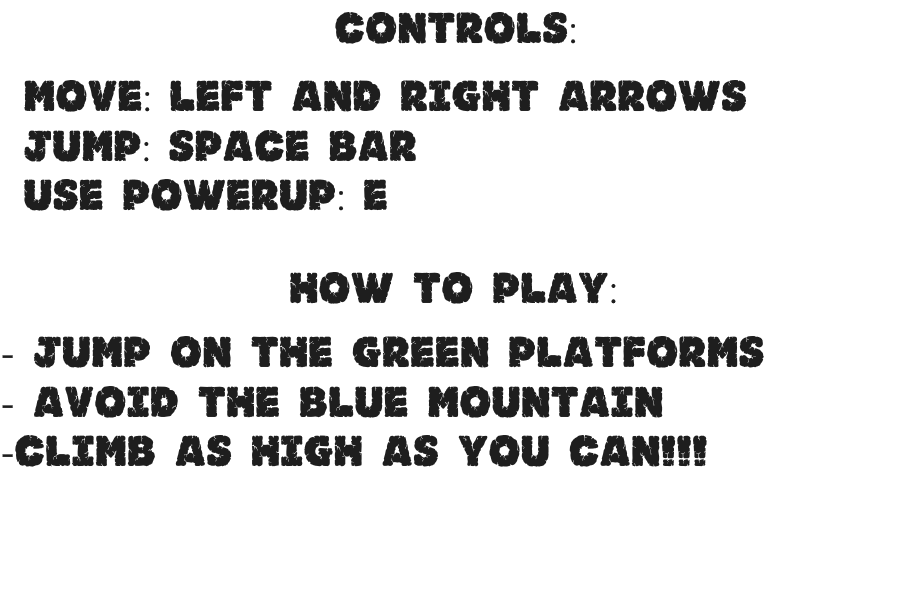 CONTROLS:
MOVE: LEFT AND RIGHT ARROWS
JUMP: SPACE BAR
USE POWERUP: E
HOW TO PLAY:
- JUMP ON THE GREEN PLATFORMS
- AVOID THE BLUE MOUNTAIN
-CLIMB AS HIGH AS YOU CAN!!!